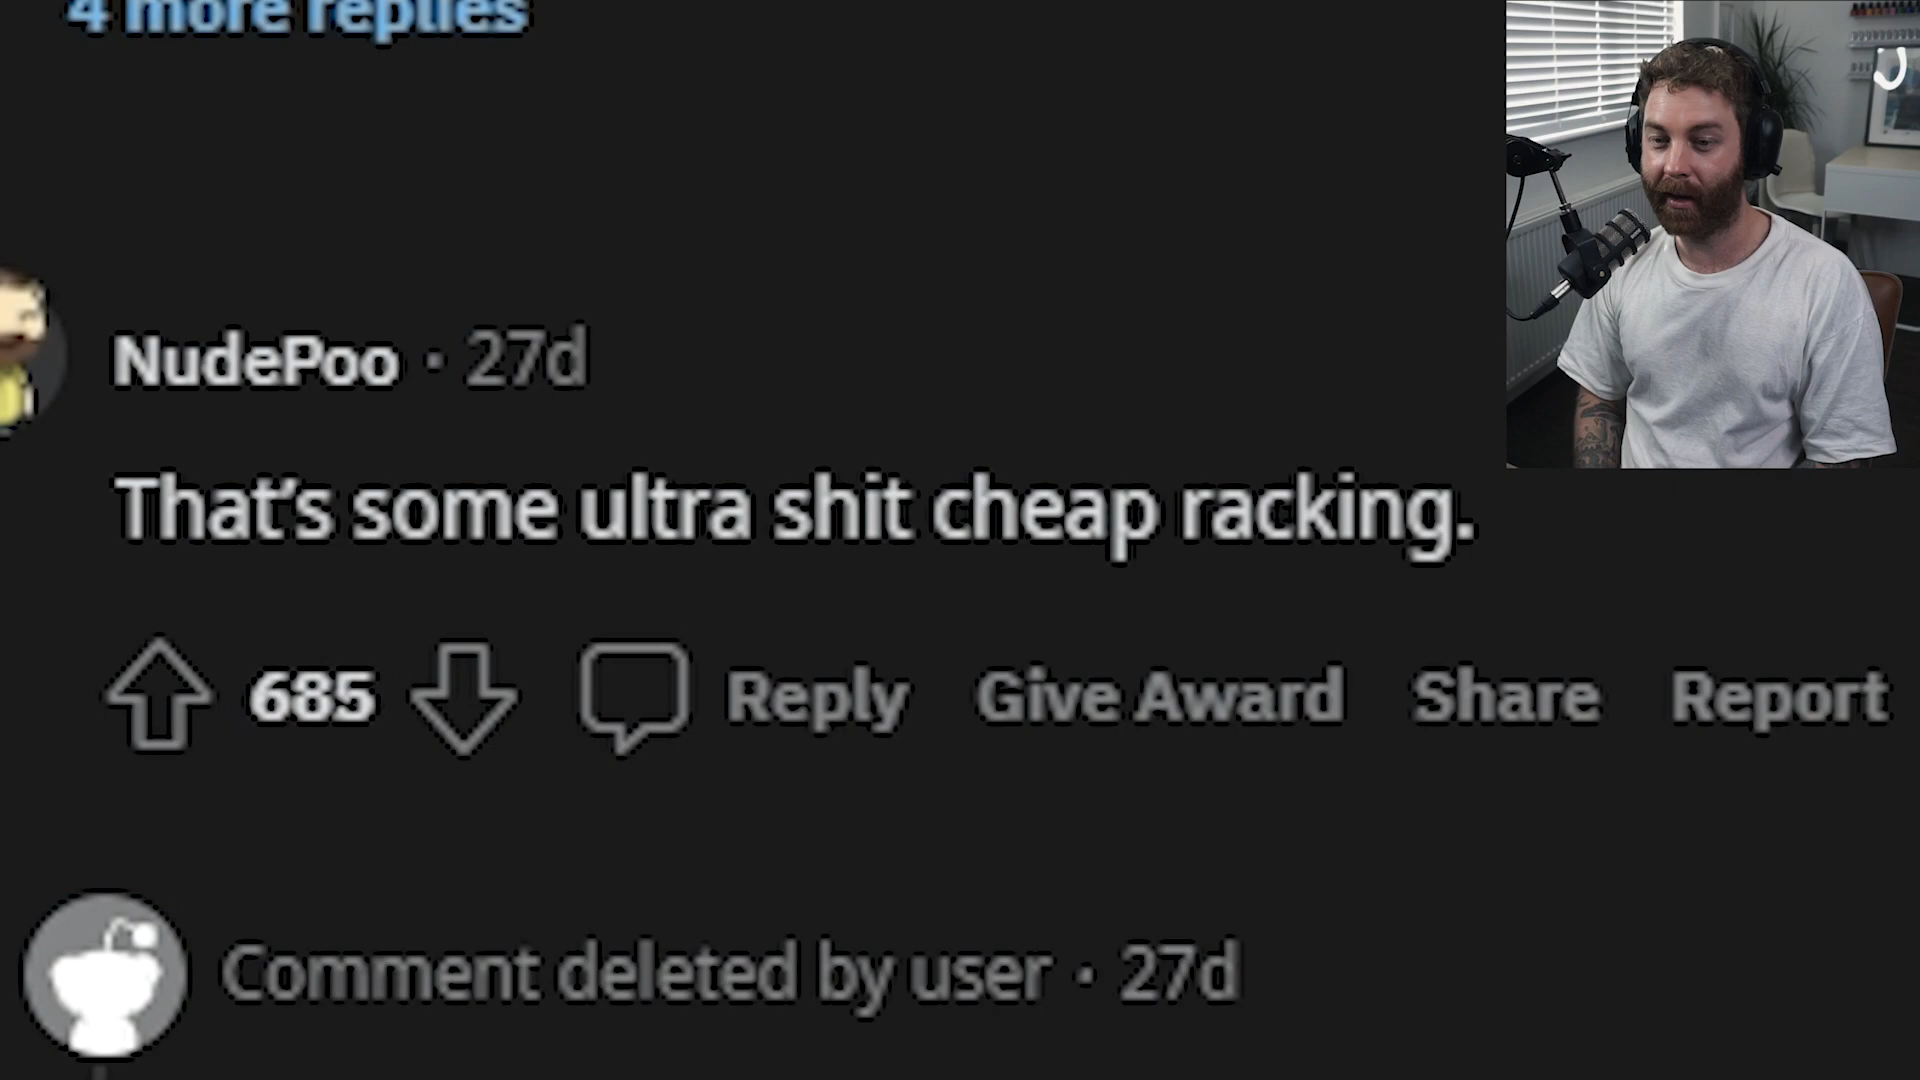 4 more replies
NudePoo · 27d
That's some ultra shit cheap racking.
685 Reply Give Award Share Report
Comment deleted by user · 27d